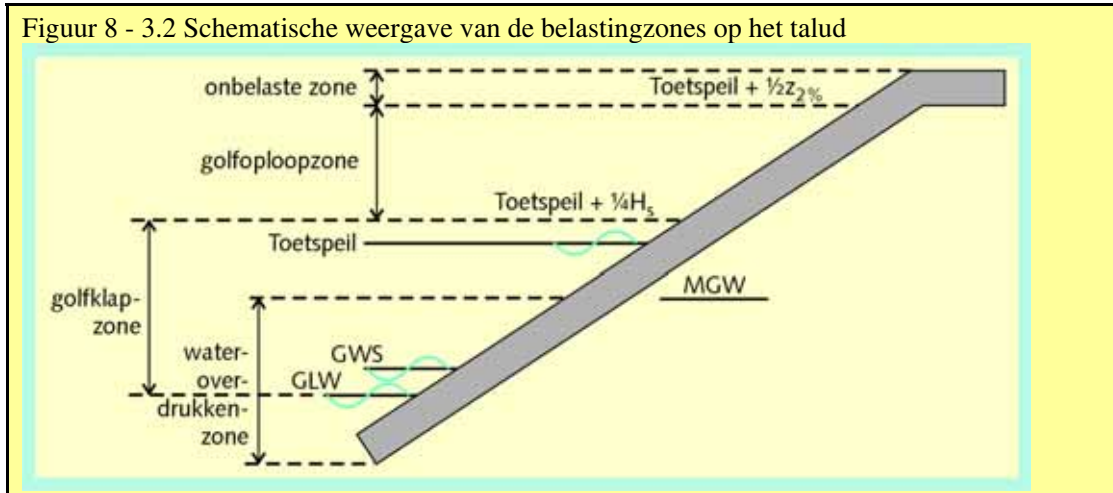 Figuur 8 - 3.2 Schematische weergave van de belastingzones op het talud
onbelaste zone
Toetspeil + ½z2%
golfoploopzone
Toetspeil + ¼Hs
Toetspeil
golfklap-
zone
MGW
water-
over-
drukken-
zone
GWS
GLW